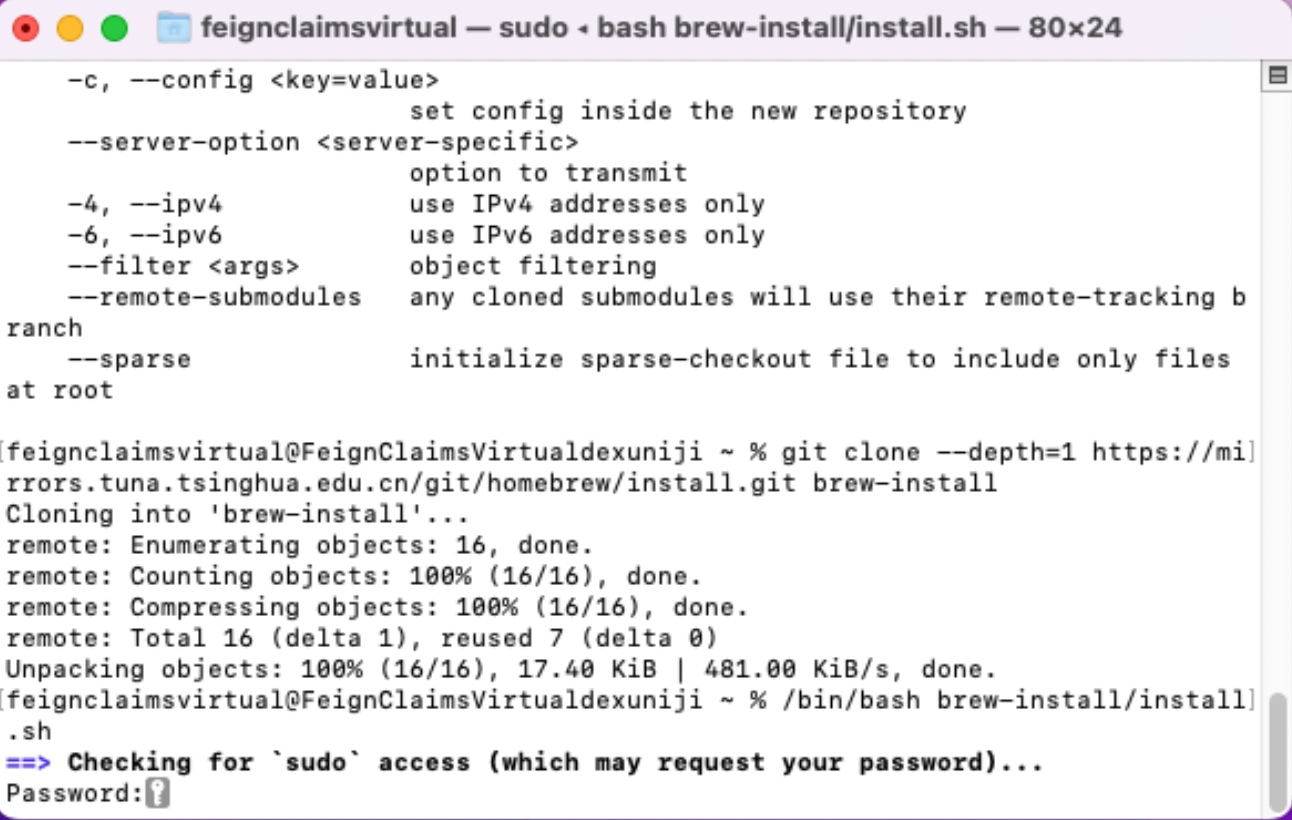 feignclaimsvirtual — sudo ◂ bash brew-install/install.sh — 80×24
-c, --config <key=value>
set config inside the new repository
--server-option <server-specific>
option to transmit
-4, --ipv4 use IPv4 addresses only
-6, --ipv6 use IPv6 addresses only
--filter <args> object filtering
--remote-submodules any cloned submodules will use their remote-tracking b
ranch
--sparse initialize sparse-checkout file to include only files
at root
[feignclaimsvirtual@FeignClaimsVirtualdexuniji ~ % git clone --depth=1 https://mi]
rrors.tuna.tsinghua.edu.cn/git/homebrew/install.git brew-install
Cloning into 'brew-install'...
remote: Enumerating objects: 16, done.
remote: Counting objects: 100% (16/16), done.
remote: Compressing objects: 100% (16/16), done.
remote: Total 16 (delta 1), reused 7 (delta 0)
Unpacking objects: 100% (16/16), 17.40 KiB | 481.00 KiB/s, done.
[feignclaimsvirtual@FeignClaimsVirtualdexuniji ~ % /bin/bash brew-install/install]
.sh
==> Checking for `sudo` access (which may request your password)...
Password: